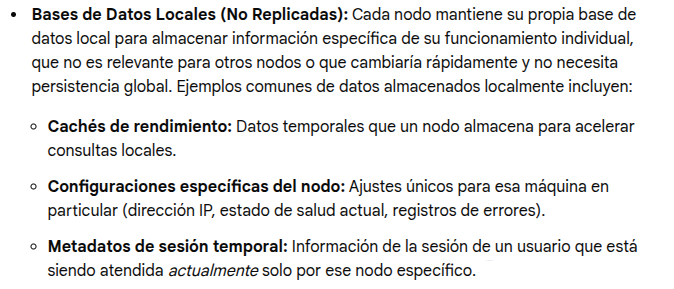 • Bases de Datos Locales (No Replicadas): Cada nodo mantiene su propia base de
datos local para almacenar información específica de su funcionamiento individual,
que no es relevante para otros nodos o que cambiaría rápidamente y no necesita
persistencia global. Ejemplos comunes de datos almacenados localmente incluyen:
○ Cachés de rendimiento: Datos temporales que un nodo almacena para acelerar
consultas locales.
○ Configuraciones específicas del nodo: Ajustes únicos para esa máquina en
particular (dirección IP, estado de salud actual, registros de errores).
○ Metadatos de sesión temporal: Información de la sesión de un usuario que está
siendo atendida actualmente solo por ese nodo específico.